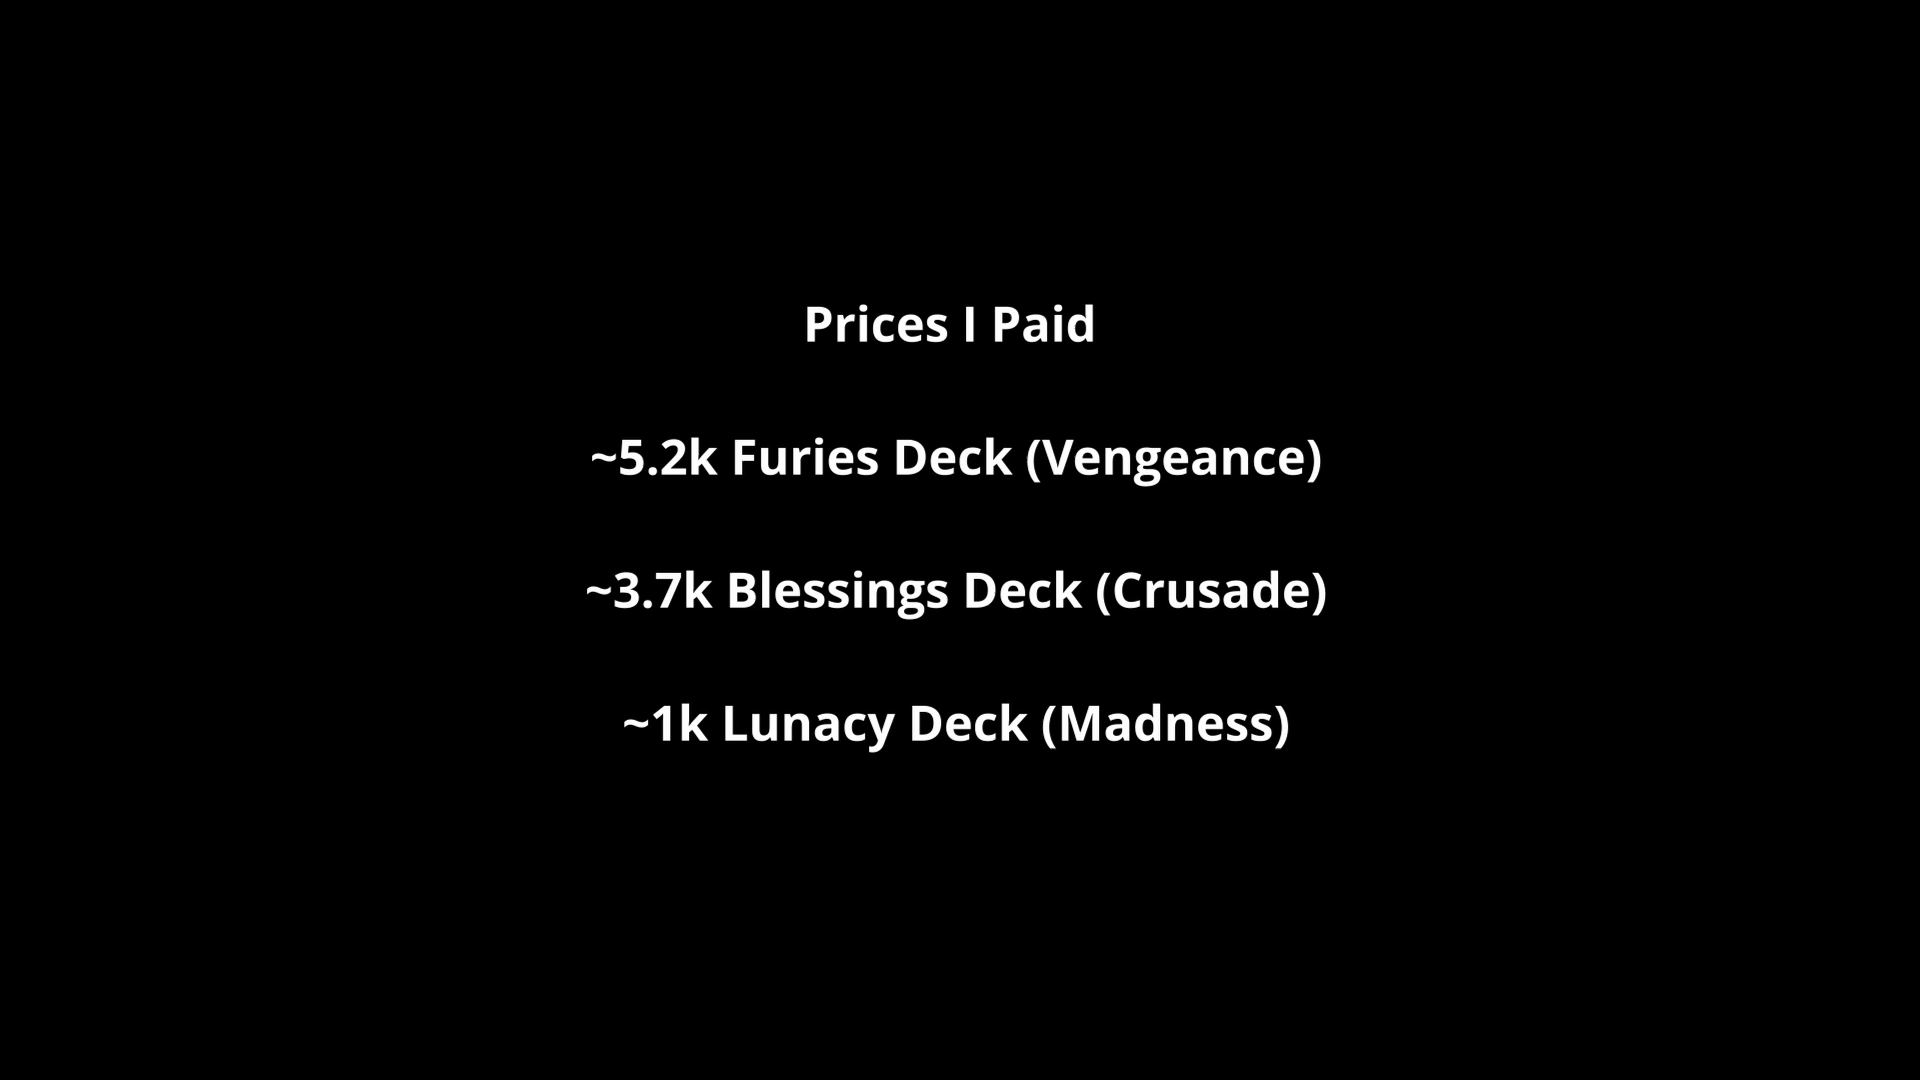 Prices I Paid
~5.2k Furies Deck (Vengeance)
~3.7k Blessings Deck (Crusade)
~1k Lunacy Deck (Madness)